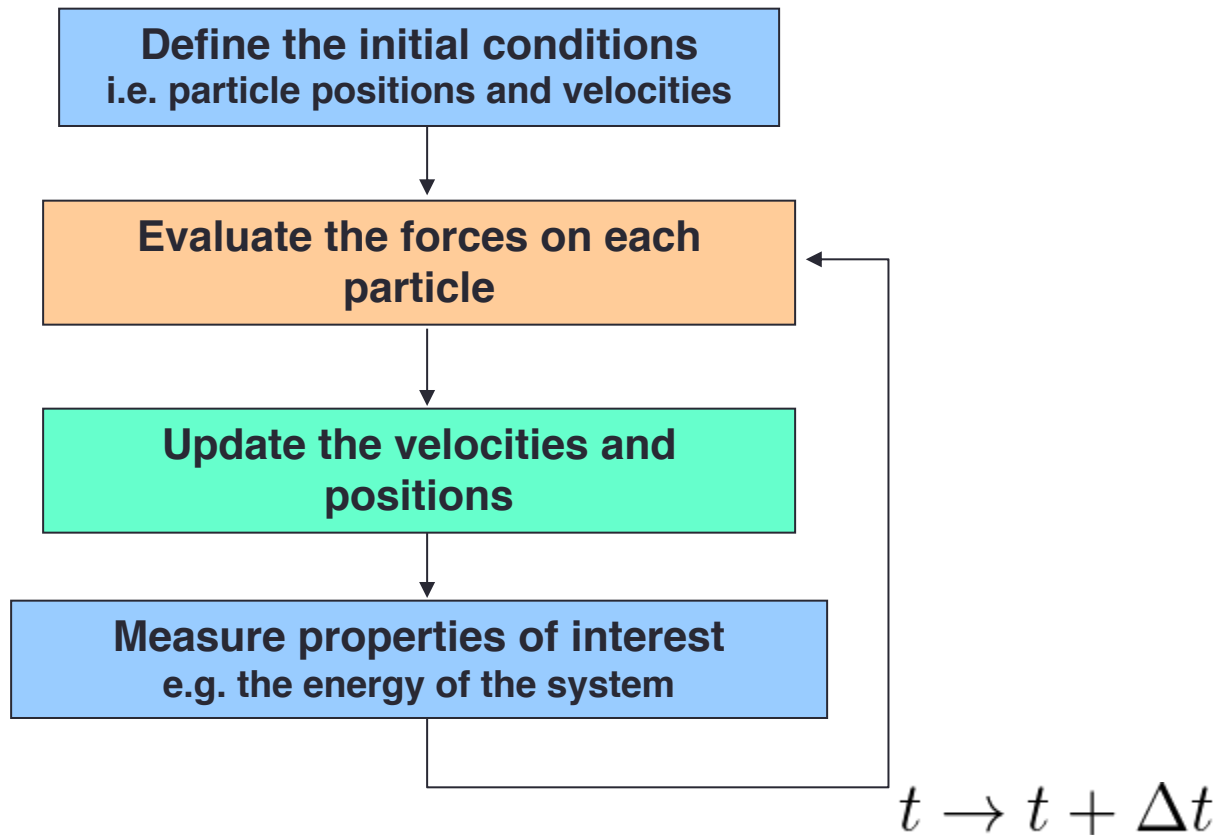 Define the initial conditions
i.e. particle positions and velocities
Evaluate the forces on each
particle
Update the velocities and
positions
Measure properties of interest
e.g. the energy of the system
t → t + Δt